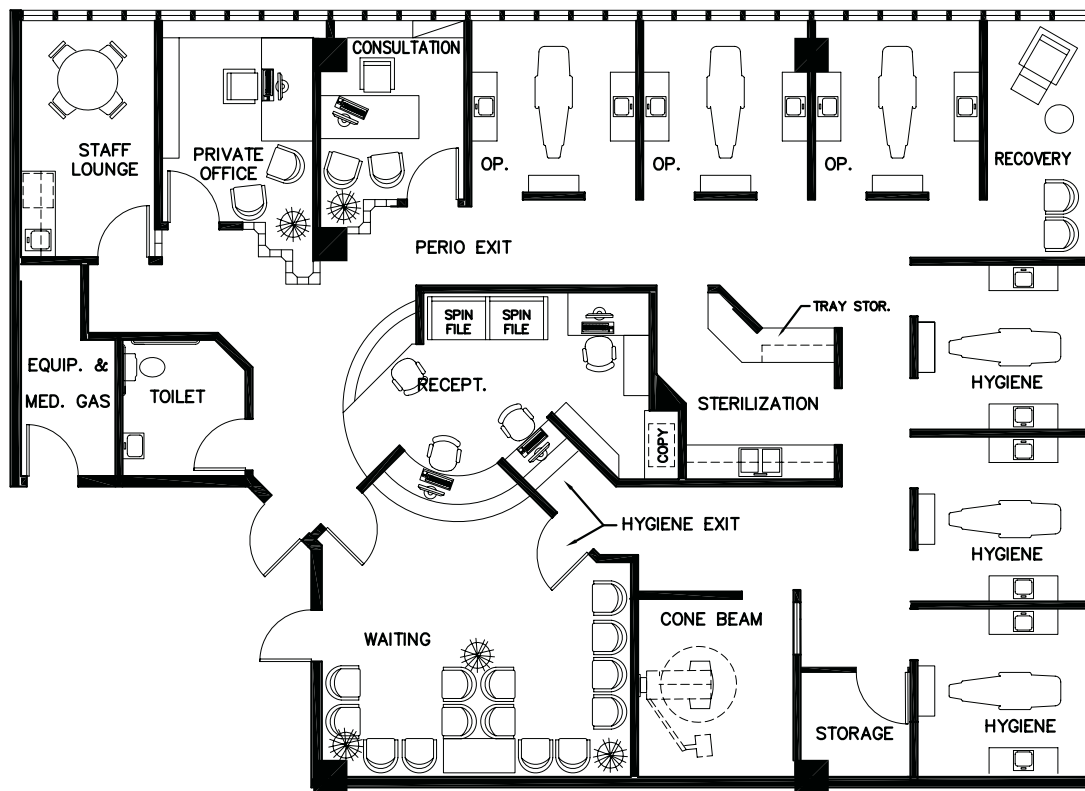 CONSULTATION
STAFF
LOUNGE
PRIVATE
OFFICE
OP.
OP.
OP.
RECOVERY
PERIO EXIT
TRAY STOR.
SPIN
FILE
SPIN
FILE
EQUIP. &
MED. GAS
TOILET
RECEPT.
HYGIENE
STERILIZATION
COPY
HYGIENE EXIT
HYGIENE
WAITING
CONE BEAM
HYGIENE
STORAGE